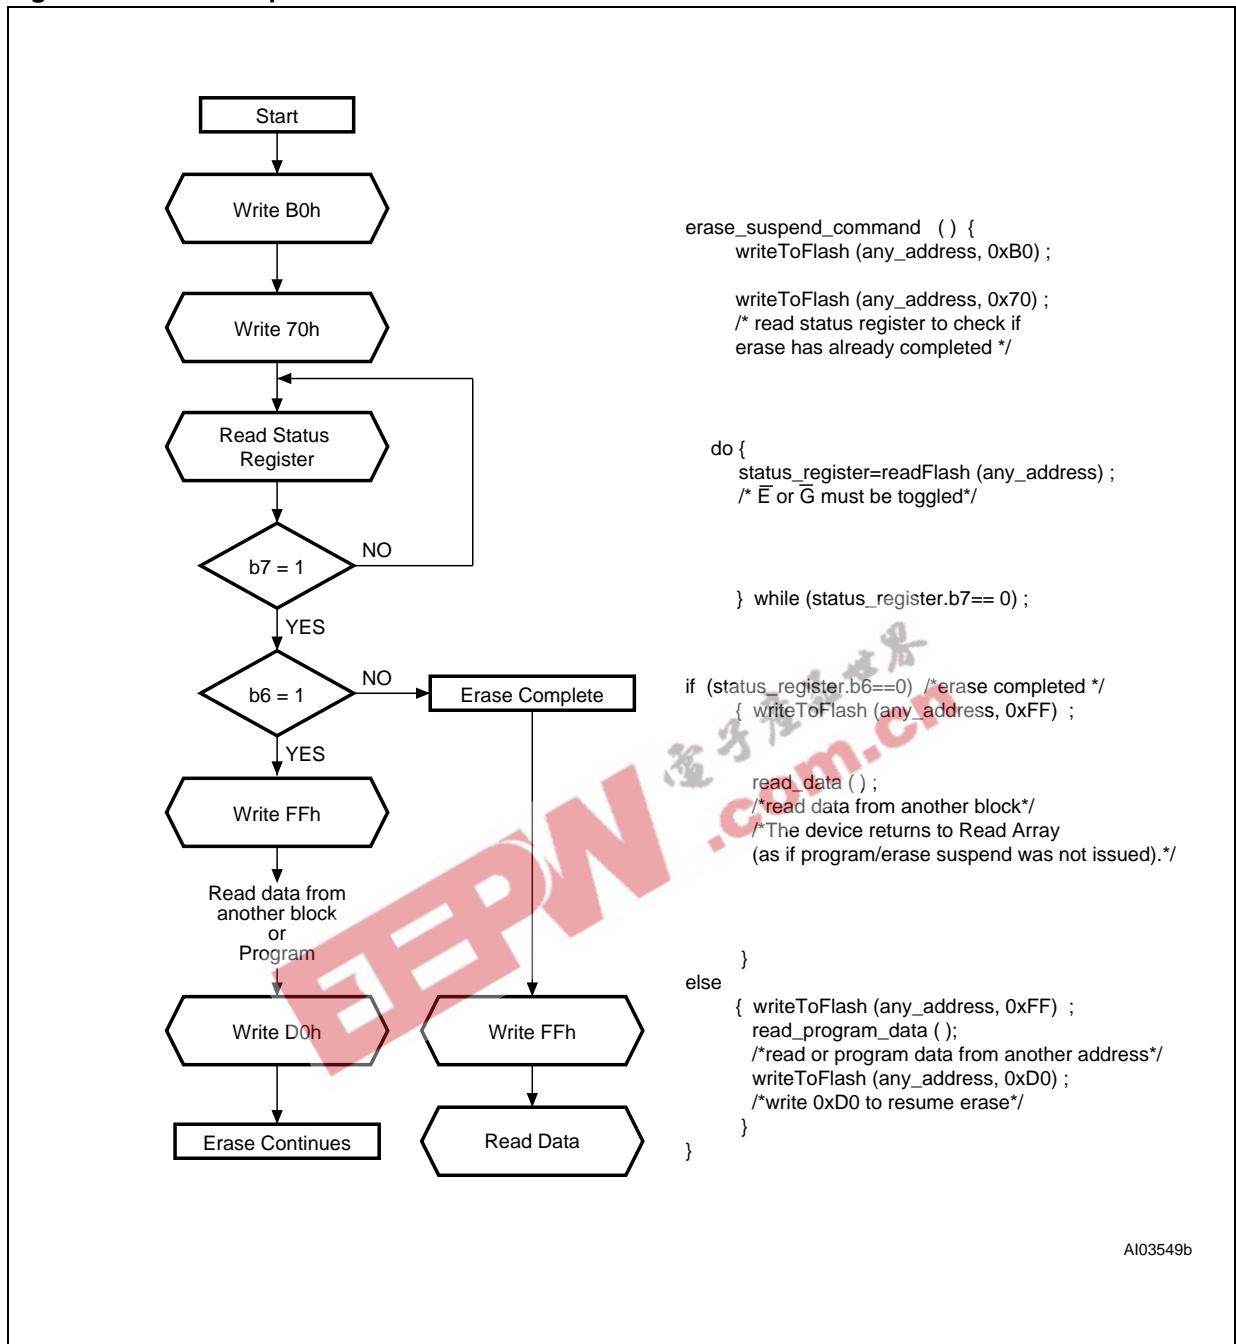 Start
Write B0h
Write 70h
Read Status
Register
NO
b7 = 1
YES
NO
b6 = 1
Erase Complete
YES
Write FFh
Read data from
another block
or
Program
Write D0h
Write FFh
Erase Continues
Read Data
erase_suspend_command ( ) {
writeToFlash (any_address, 0xB0) ;
writeToFlash (any_address, 0x70) ;
/* read status register to check if
erase has already completed */
do {
status_register=readFlash (any_address) ;
/* E̅ or G̅ must be toggled*/
} while (status_register.b7== 0) ;
if (status_register.b6==0) /*erase completed */
{ writeToFlash (any_address, 0xFF) ;
read_data ( ) ;
/*read data from another block*/
/*The device returns to Read Array
(as if program/erase suspend was not issued).*/
}
else
{ writeToFlash (any_address, 0xFF) ;
read_program_data ( );
/*read or program data from another address*/
writeToFlash (any_address, 0xD0) ;
/*write 0xD0 to resume erase*/
}
}
EEPW
電子產品世界
.com.cn
AI03549b